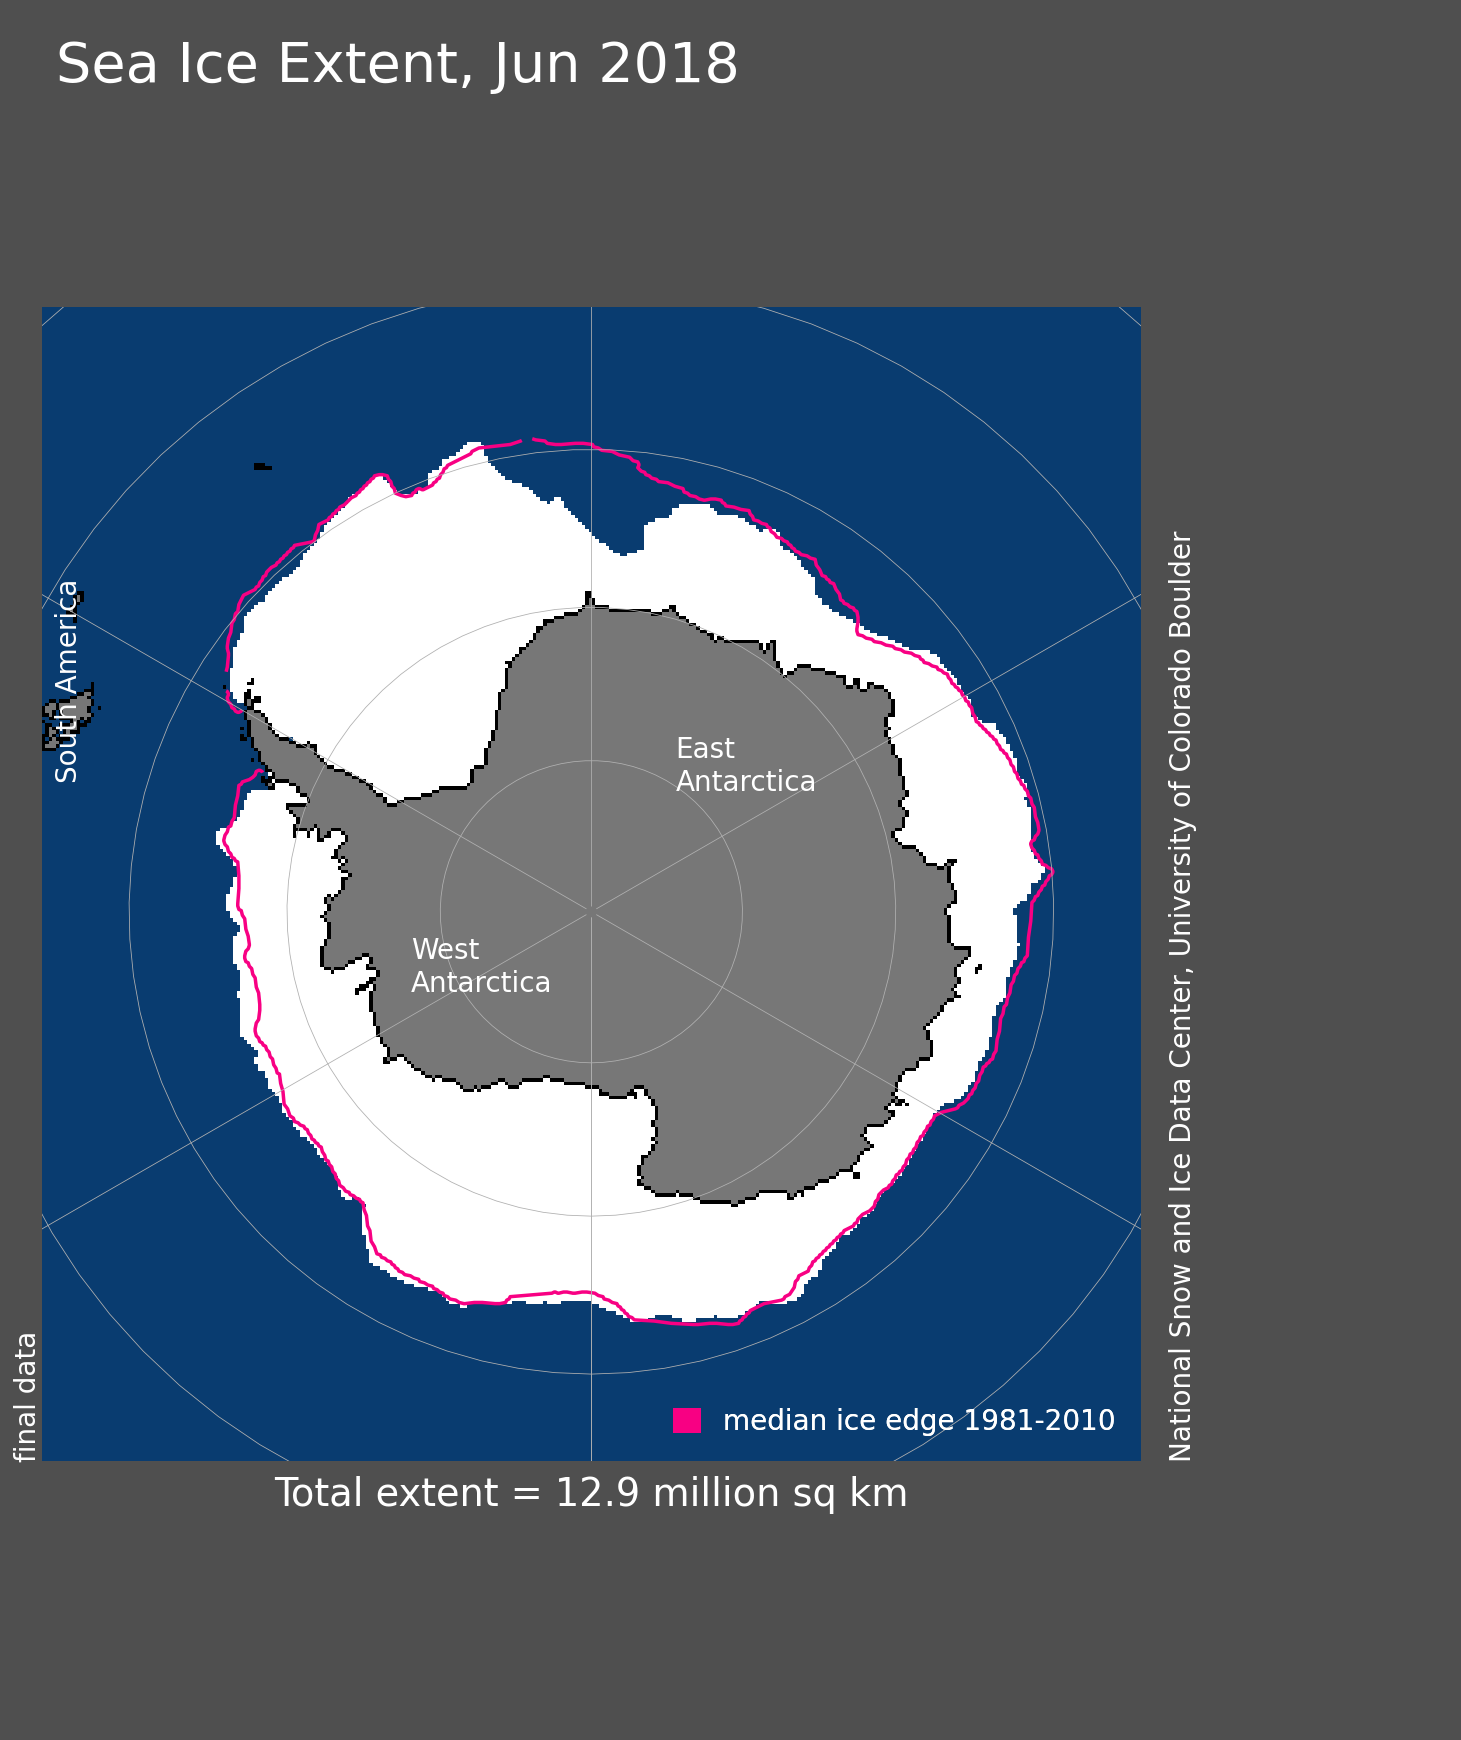 Sea Ice Extent, Jun 2018
South America
East
Antarctica
West
Antarctica
median ice edge 1981-2010
final data
National Snow and Ice Data Center, University of Colorado Boulder
Total extent = 12.9 million sq km